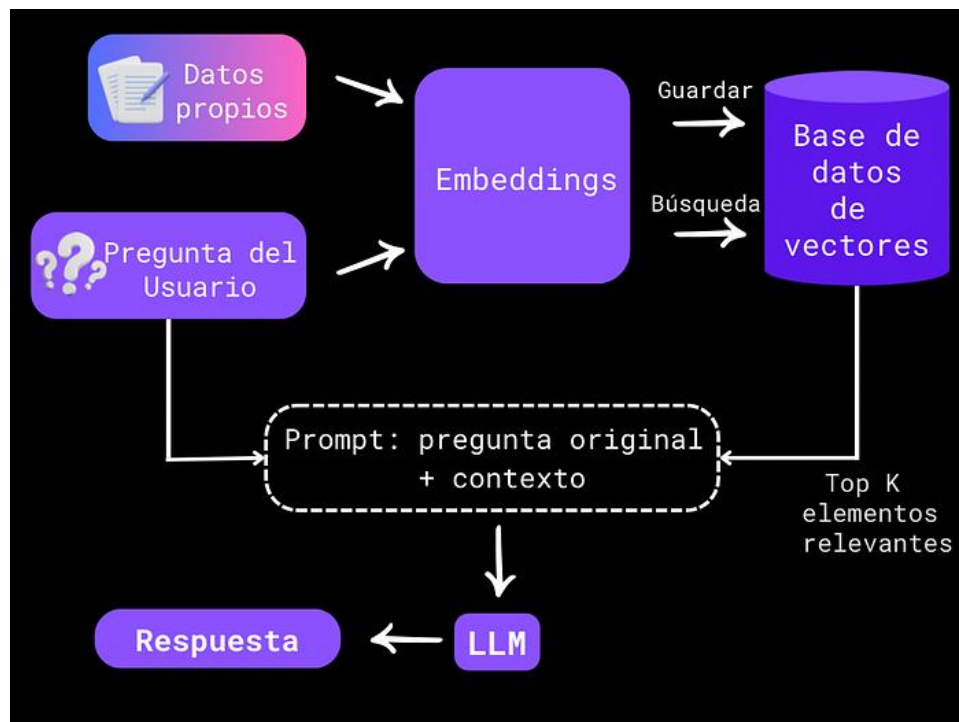 Datos
propios
Guardar
Base de
datos
de
vectores
Embeddings
Búsqueda
Pregunta del
Usuario
Prompt: pregunta original
+ contexto
Top K
elementos
relevantes
Respuesta
LLM